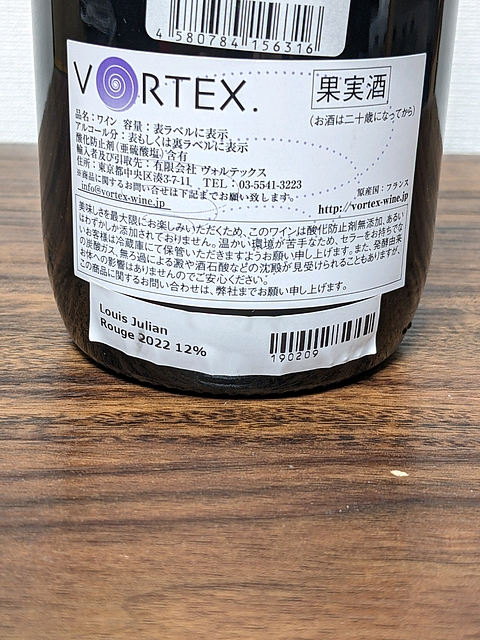 4 580784 156316
VORTEX.
果実酒
(お酒は二十歳になってから)
品名：ワイン 容量：表ラベルに表示
アルコール分：表もしくは裏ラベルに表示
酸化防止剤(亜硫酸塩)含有
輸入者及び引取先：有限会社 ヴォルテックス
住所：東京都中央区湊3-7-11 TEL：03-5541-3223
※商品に関するお問い合せは下記までお願い致します。
原産国：フランス
info@vortex-wine.jp
http://vortex-wine.jp
美味しさを最大限にお楽しみいただくため、このワインは酸化防止剤無添加、あるい
はわずかしか添加されておりません。温かい環境が苦手なため、セラーをお持ちでな
いお客様は冷蔵庫にて保管いただきますようお願い申し上げます。また、発酵由来
の炭酸ガス、無ろ過による澱や酒石酸などの沈殿が見受けられることもありますが、
お体への影響はありませんのでご安心ください。
この商品に関するお問い合わせは、弊社までお願い申し上げます。
Louis Julian
Rouge 2022 12%
190209